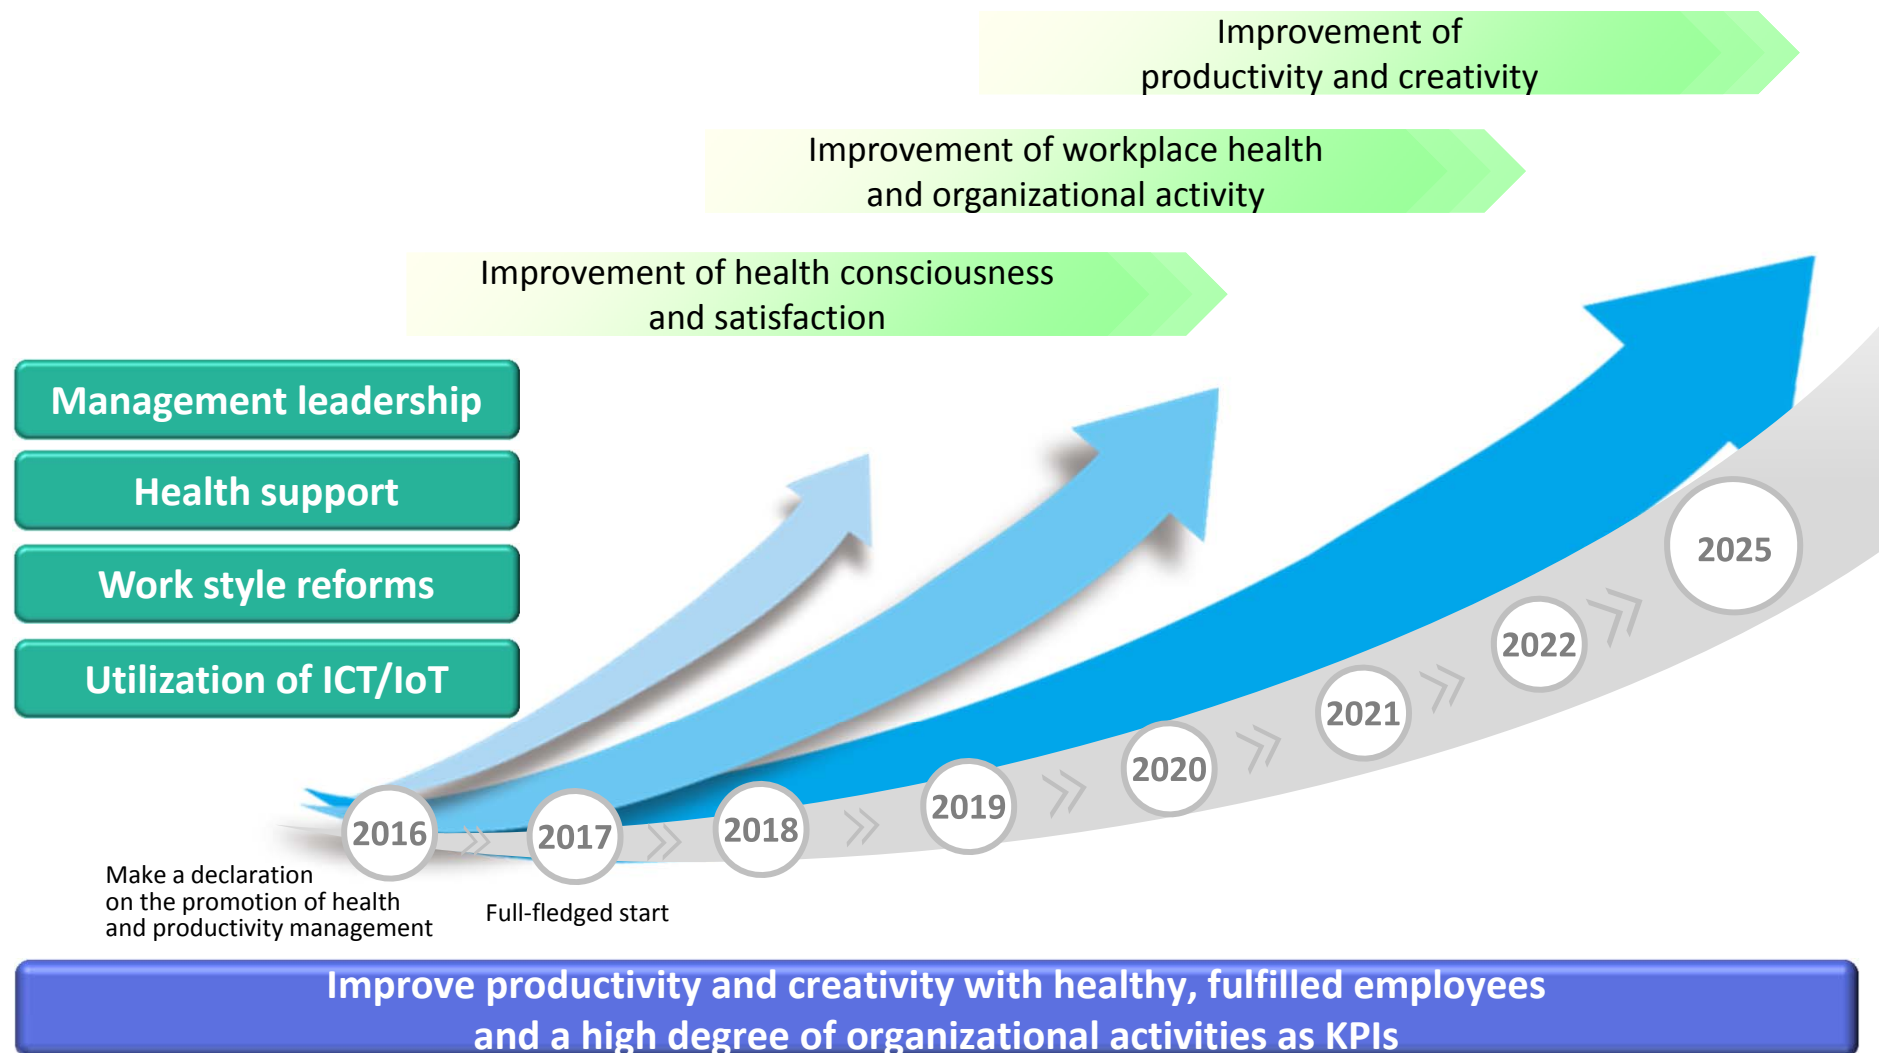 Improvement of
productivity and creativity
Improvement of workplace health
and organizational activity
Improvement of health consciousness
and satisfaction
Management leadership
Health support
Work style reforms
Utilization of ICT/IoT
2016
2017
2018
2019
2020
2021
2022
2025
Make a declaration
on the promotion of health
and productivity management
Full-fledged start
Improve productivity and creativity with healthy, fulfilled employees
and a high degree of organizational activities as KPIs